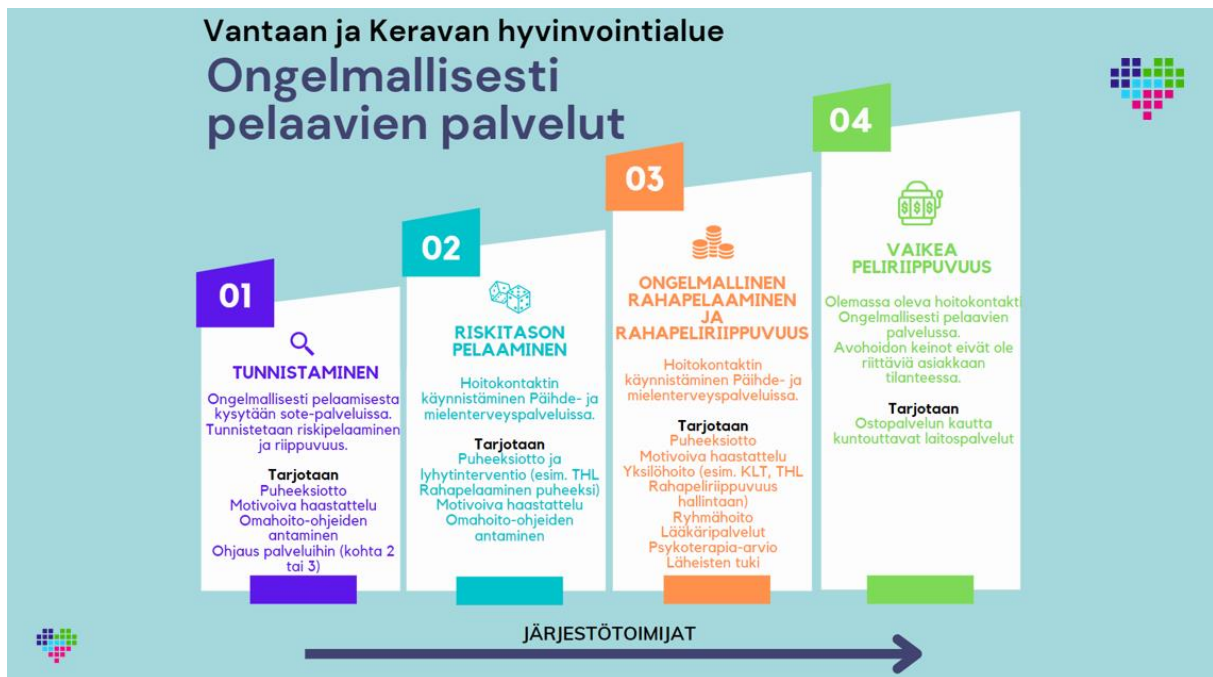 Vantaan ja Keravan hyvinvointialue
Ongelmallisesti
pelaavien palvelut
01
TUNNISTAMINEN
Ongelmallisesti pelaamisesta
kysytään sote-palveluissa.
Tunnistetaan riskipelaaminen
ja riippuvuus.
Tarjotaan
Puheeksiotto
Motivoiva haastattelu
Omahoito-ohjeiden
antaminen
Ohjaus palveluihin (kohta 2
tai 3)
02
RISKITASON
PELAAMINEN
Hoitokontaktin
käynnistäminen Päihde- ja
mielenterveyspalveluissa.
Tarjotaan
Puheeksiotto ja
lyhytinterventio (esim. THL
Rahapelaaminen puheeksi)
Motivoiva haastattelu
Omahoito-ohjeiden
antaminen
03
ONGELMALLINEN
RAHAPELAAMINEN
JA
RAHAPELIRIIPPUVUUS
Hoitokontaktin
käynnistäminen Päihde- ja
mielenterveyspalveluissa.
Tarjotaan
Puheeksiotto
Motivoiva haastattelu
Yksilöhoito (esim. KLT, THL
Rahapeliriippuvuus
hallintaan)
Ryhmähoito
Lääkäripalvelut
Psykoterapia-arvio
Läheisten tuki
04
VAIKEA
PELIRIIPPUVUUS
Olemassa oleva hoitokontakti
Ongelmallisesti pelaavien
palvelussa.
Avohoidon keinot eivät ole
riittäviä asiakkaan
tilanteessa.
Tarjotaan
Ostopalvelun kautta
kuntouttavat laitospalvelut
JÄRJESTÖTOIMIJAT